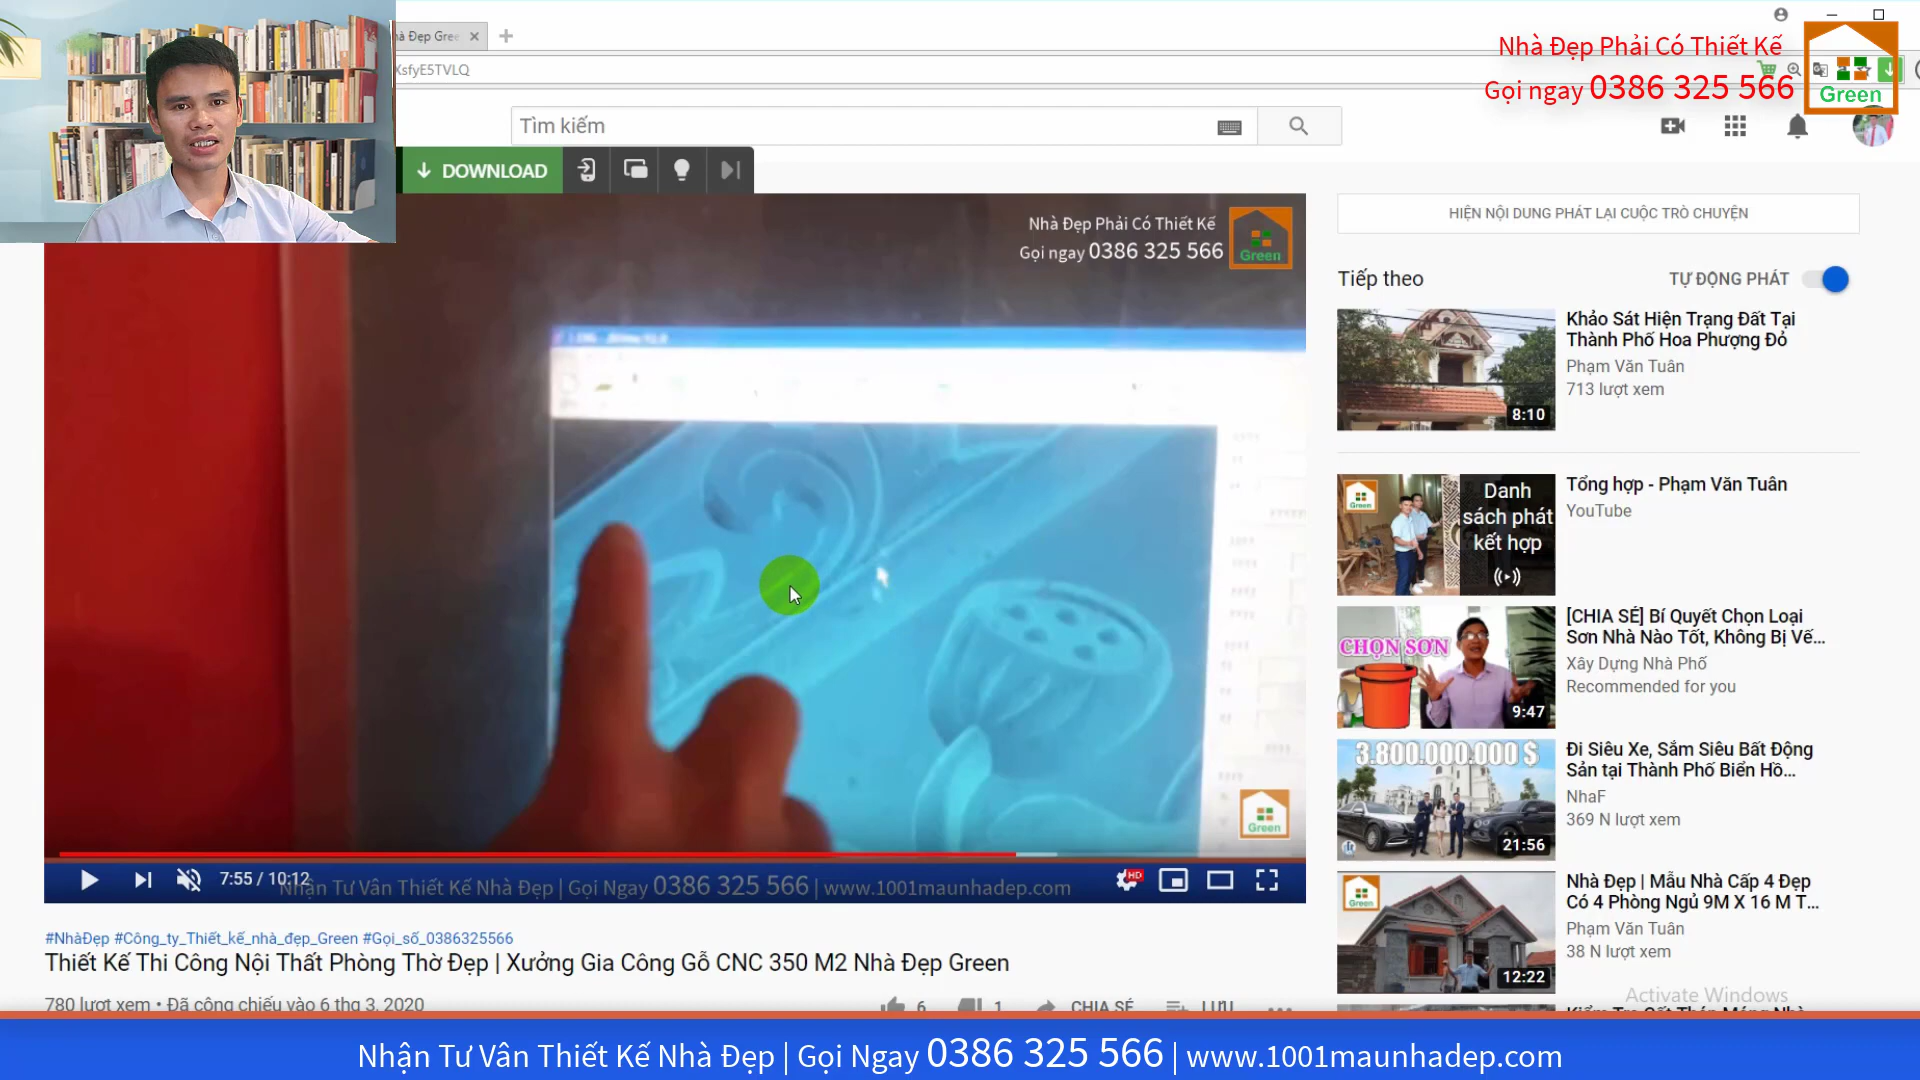 hà Đẹp Gree
XsfyE5TVLQ
Nhà Đẹp Phải Có Thiết Kế
Gọi ngay 0386 325 566
Green
Tìm kiếm
DOWNLOAD
Nhà Đẹp Phải Có Thiết Kế
Gọi ngay 0386 325 566
Green
HIỆN NỘI DUNG PHÁT LẠI CUỘC TRÒ CHUYỆN
Tiếp theo
TỰ ĐỘNG PHÁT
Khảo Sát Hiện Trạng Đất Tại
Thành Phố Hoa Phượng Đỏ
Phạm Văn Tuân
713 lượt xem
8:10
Green
Danh
sách phát
kết hợp
Tổng hợp - Phạm Văn Tuân
YouTube
CHỌN SƠN
9:47
[CHIA SẺ] Bí Quyết Chọn Loại
Sơn Nhà Nào Tốt, Không Bị Vế...
Xây Dựng Nhà Phố
Recommended for you
3.800.000.000 $
21:56
Đi Siêu Xe, Sắm Siêu Bất Động
Sản tại Thành Phố Biển Hồ...
NhaF
369 N lượt xem
Green
12:22
Nhà Đẹp | Mẫu Nhà Cấp 4 Đẹp
Có 4 Phòng Ngủ 9M X 16 M T...
Phạm Văn Tuân
38 N lượt xem
Green
7:55 / 10:12
HD
Nhận Tư Vân Thiết Kế Nhà Đẹp | Gọi Ngay 0386 325 566 | www.1001maunhadep.com
#NhàĐẹp #Công_ty_Thiết_kế_nhà_đẹp_Green #Gọi_số_0386325566
Thiết Kế Thi Công Nội Thất Phòng Thờ Đẹp | Xưởng Gia Công Gỗ CNC 350 M2 Nhà Đẹp Green
780 lượt xem • Đã công chiếu vào 6 thg 3, 2020
6
1
CHIA SẺ
LƯU
Activate Windows
Nhận Tư Vân Thiết Kế Nhà Đẹp | Gọi Ngay 0386 325 566 | www.1001maunhadep.com